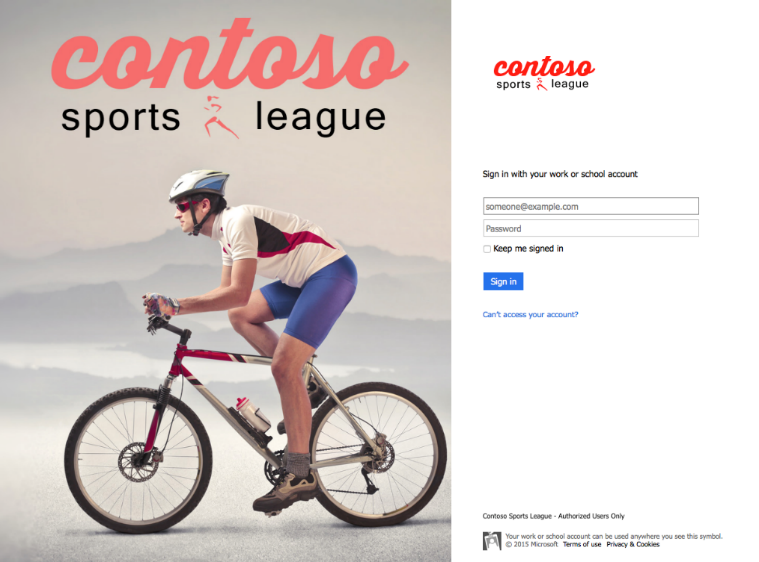 contoso
sports league
contoso
sports league
Sign in with your work or school account
someone@example.com
Password
Keep me signed in
Sign in
Can't access your account?
Contoso Sports League - Authorized Users Only
Your work or school account can be used anywhere you see this symbol.
© 2015 Microsoft Terms of use Privacy & Cookies